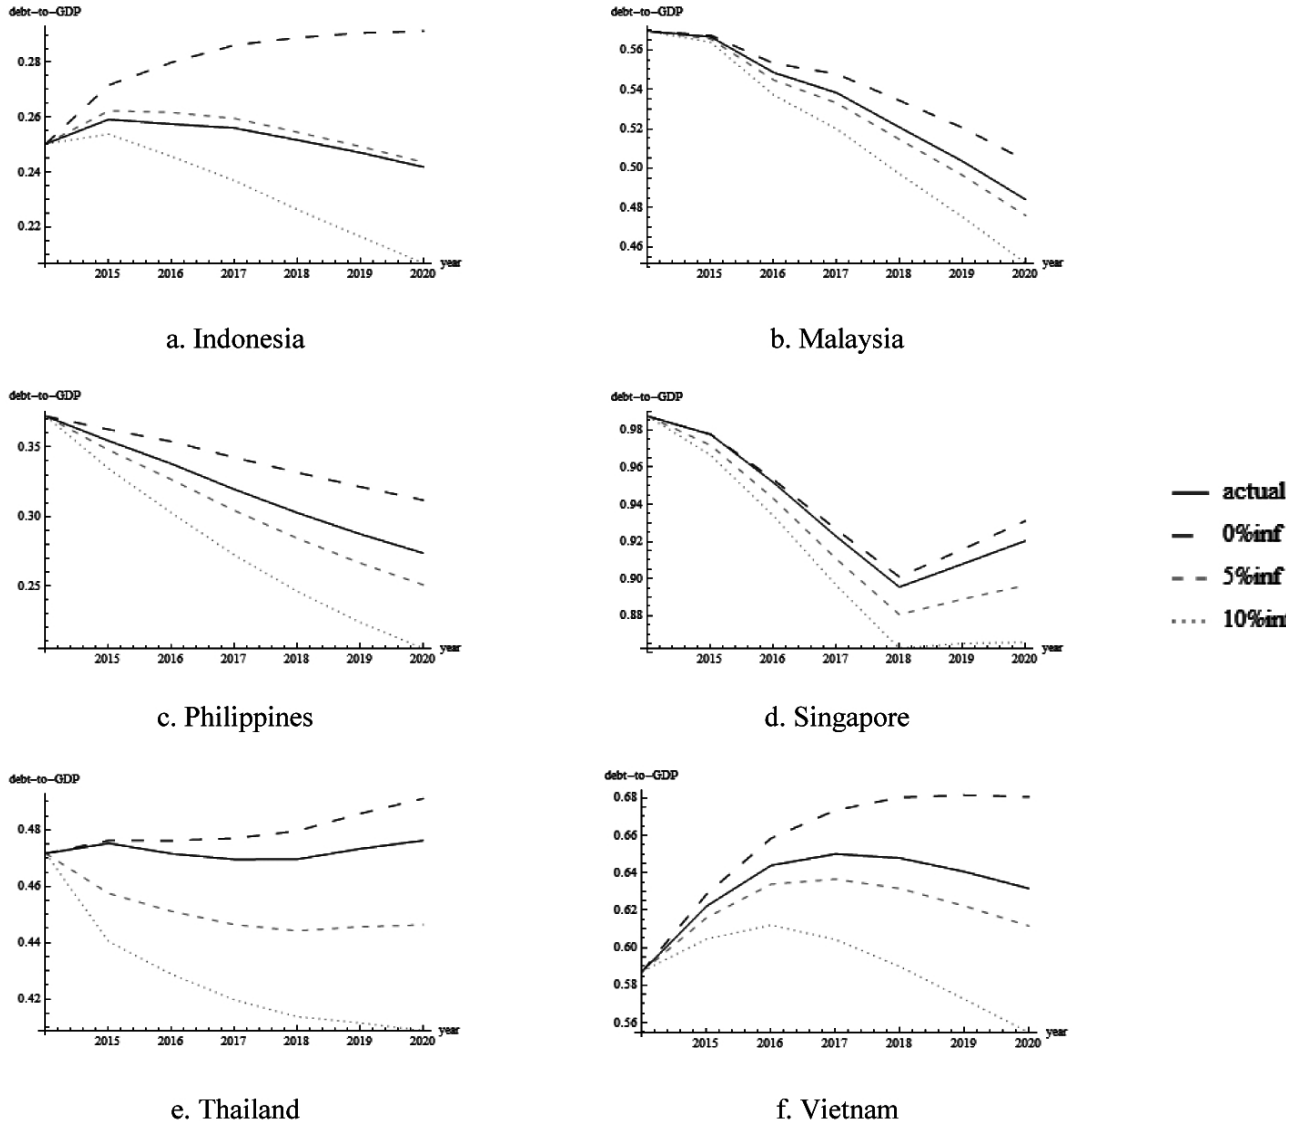 debt-to-GDP
0.28
0.26
0.24
0.22
2015 2016 2017 2018 2019 2020 year
a. Indonesia
debt-to-GDP
0.56
0.54
0.52
0.50
0.48
0.46
2015 2016 2017 2018 2019 2020 year
b. Malaysia
debt-to-GDP
0.35
0.30
0.25
2015 2016 2017 2018 2019 2020 year
c. Philippines
debt-to-GDP
0.98
0.96
0.94
0.92
0.90
0.88
2015 2016 2017 2018 2019 2020 year
d. Singapore
actual
0%inf
5%inf
10%in
debt-to-GDP
0.48
0.46
0.44
0.42
2015 2016 2017 2018 2019 2020 year
e. Thailand
debt-to-GDP
0.68
0.66
0.64
0.62
0.60
0.58
0.56
2015 2016 2017 2018 2019 2020 year
f. Vietnam